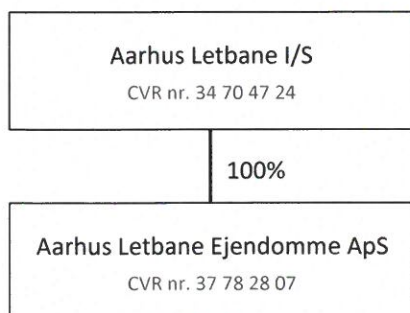 Aarhus Letbane I/S
CVR nr. 34 70 47 24
100%
Aarhus Letbane Ejendomme ApS
CVR nr. 37 78 28 07